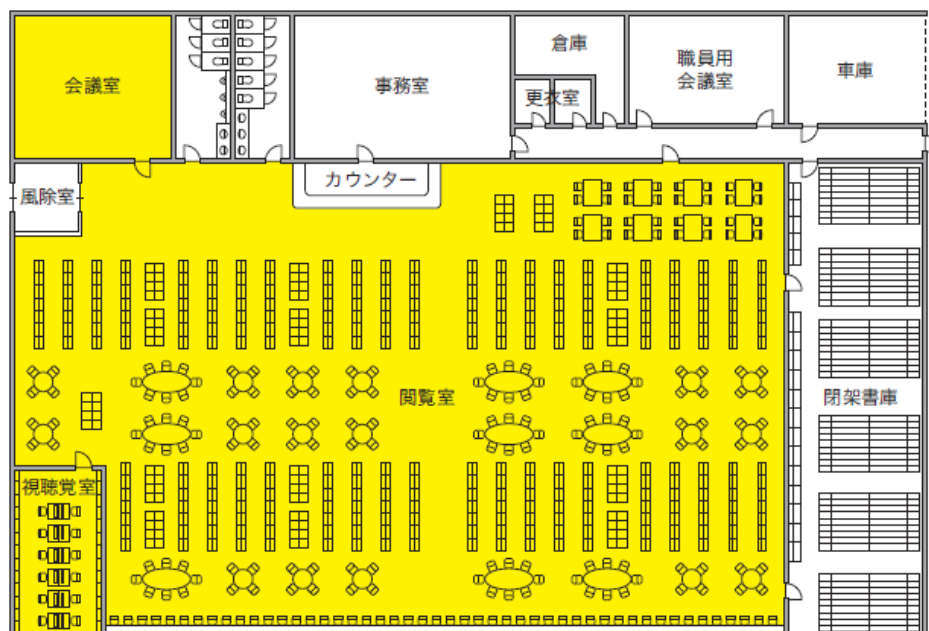 会議室
事務室
倉庫
更衣室
職員用
会議室
車庫
風除室
カウンター
閲覧室
閉架書庫
視聴覚室